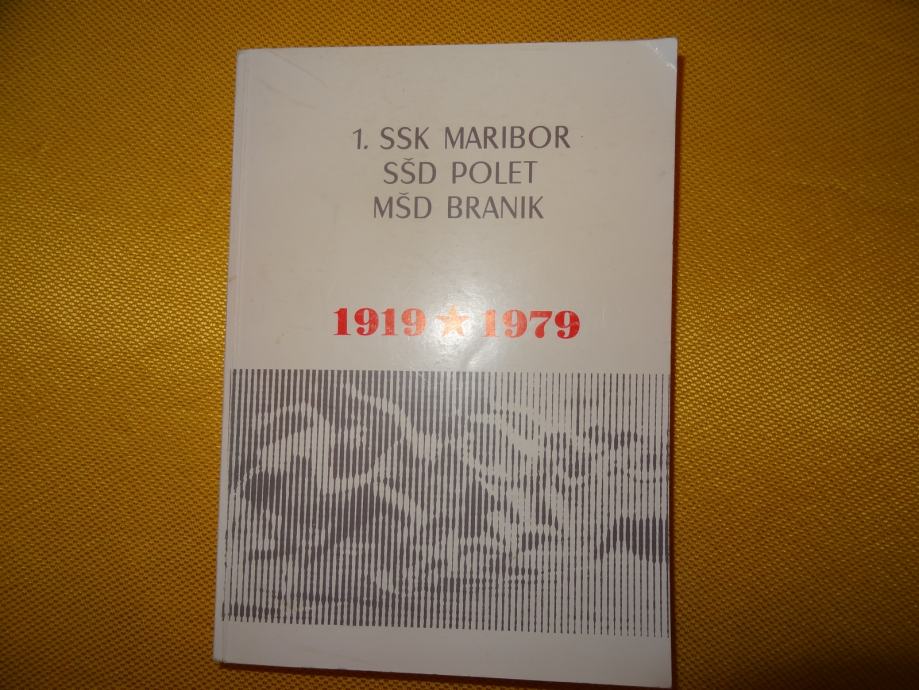 1. SSK MARIBOR
SŠD POLET
MŠD BRANIK
1919 ★ 1979